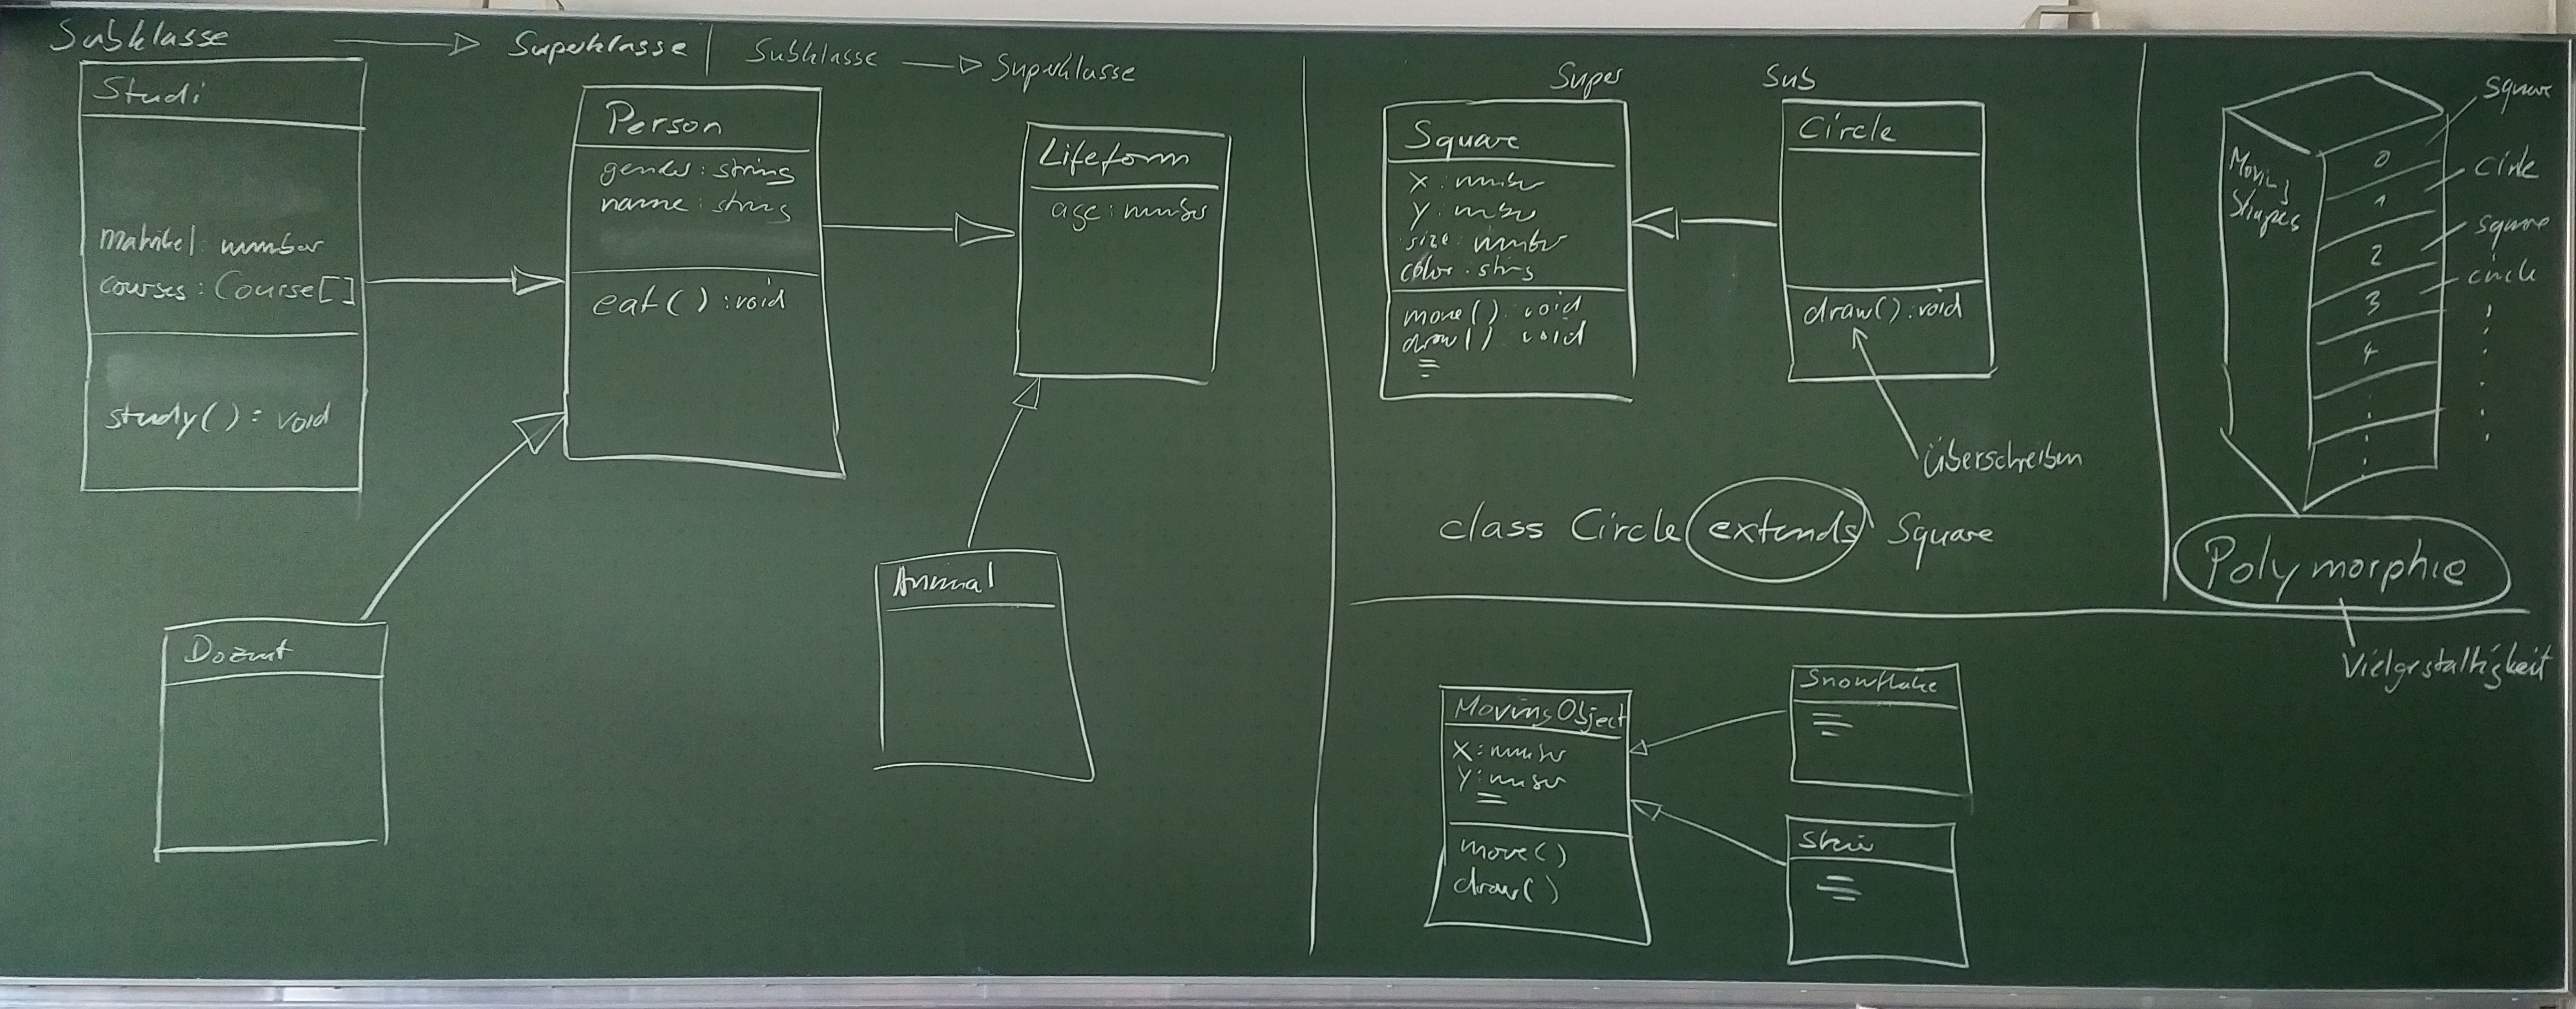 Subklasse
Superklasse
Subklasse
Superklasse
Studi
matrikel: number
courses: Course[]
study(): void
Person
gender: string
name: string
eat(): void
Lifeform
age: number
Dozent
Animal
Super
Sub
Square
x: number
y: number
size: number
color: string
move(): void
draw(): void
Circle
draw(): void
überschreiben
class Circle extends Square
Moving
Shapes
0
1
2
3
4
square
circle
square
circle
Polymorphie
Vielgestaltigkeit
MovingObject
x: number
y: number
move()
draw()
Snowflake